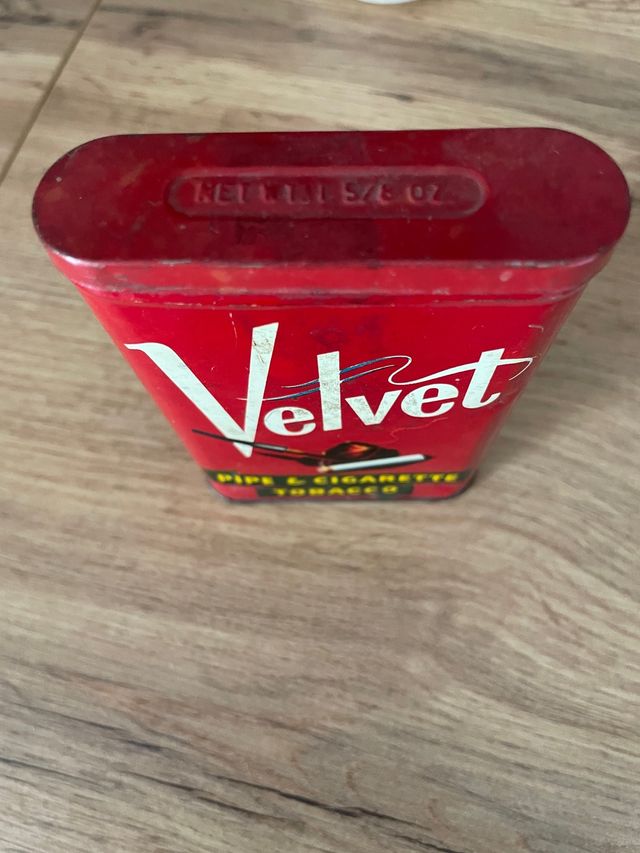 NET WT. 1 5/8 OZ.
Velvet
PIPE & CIGARETTE
TOBACCO